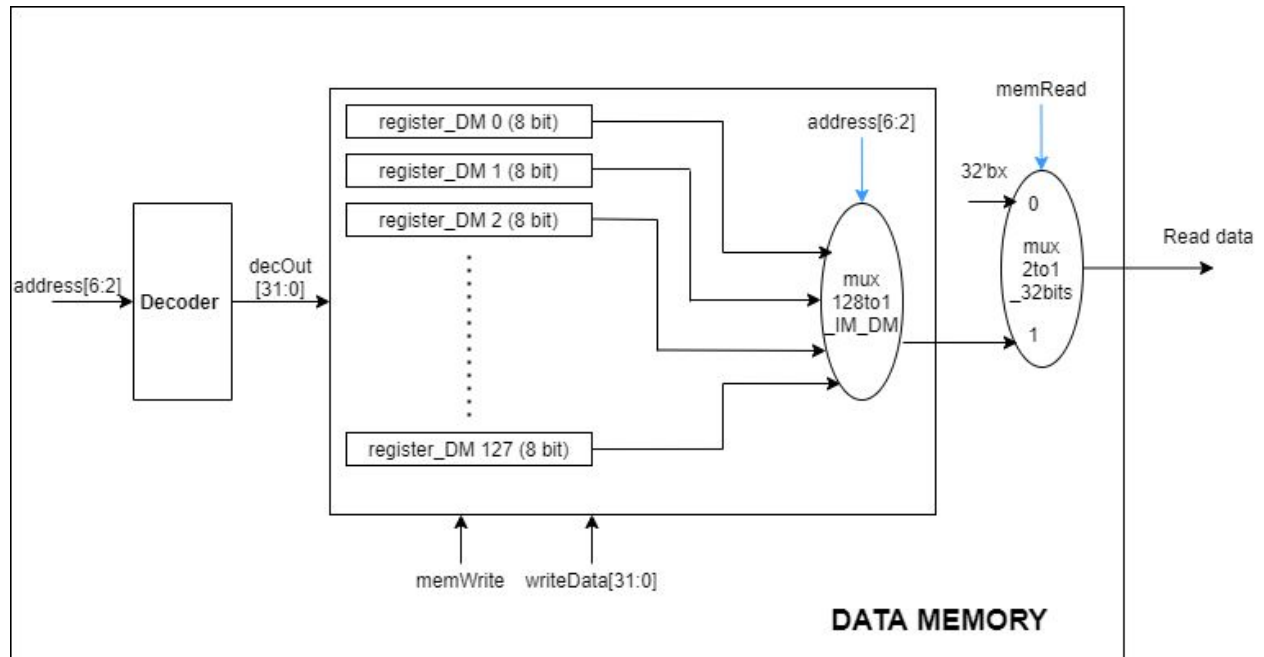 memRead
register_DM 0 (8 bit)
address[6:2]
register_DM 1 (8 bit)
32'bx
0
register_DM 2 (8 bit)
Read data
mux
2to1
_32bits
decOut
[31:0]
address[6:2]
Decoder
mux
128to1
_IM_DM
1
register_DM 127 (8 bit)
memWrite
writeData[31:0]
DATA MEMORY